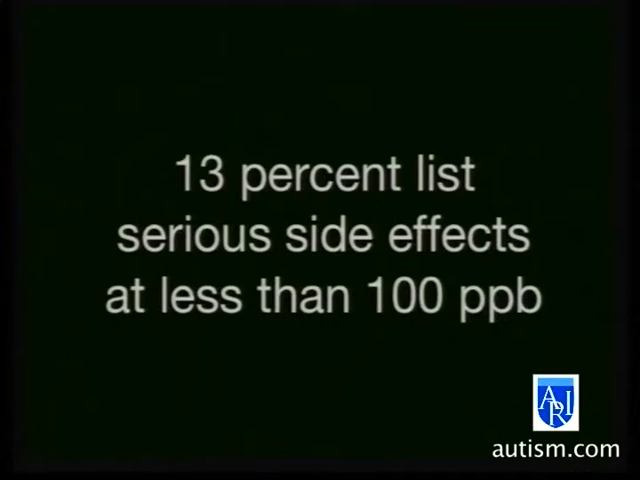 13 percent list
serious side effects
at less than 100 ppb
ARI
autism.com